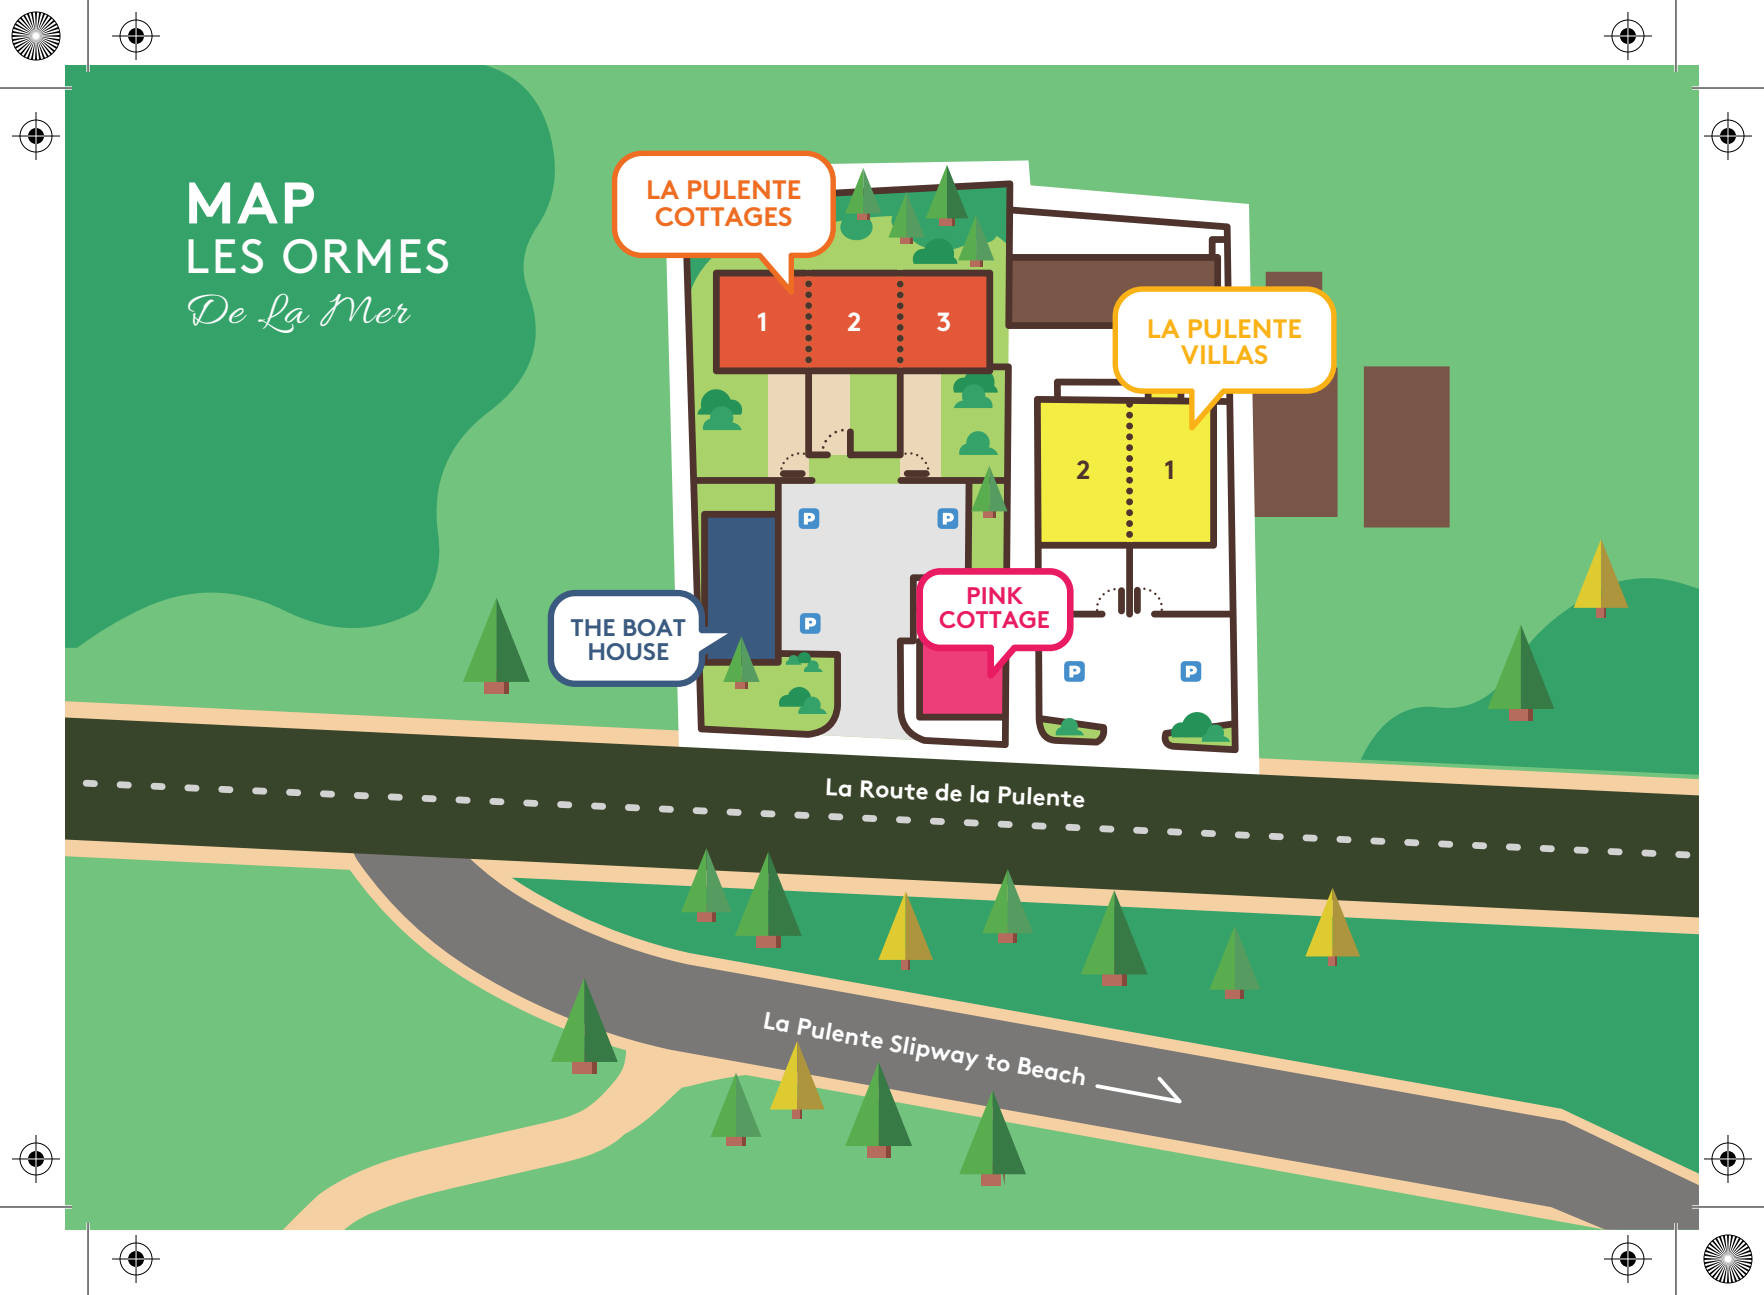 MAP
LES ORMES
De La Mer
LA PULENTE
COTTAGES
1 2 3
LA PULENTE
VILLAS
2 1
P P
THE BOAT
HOUSE
P
PINK
COTTAGE
P P
La Route de la Pulente
La Pulente Slipway to Beach